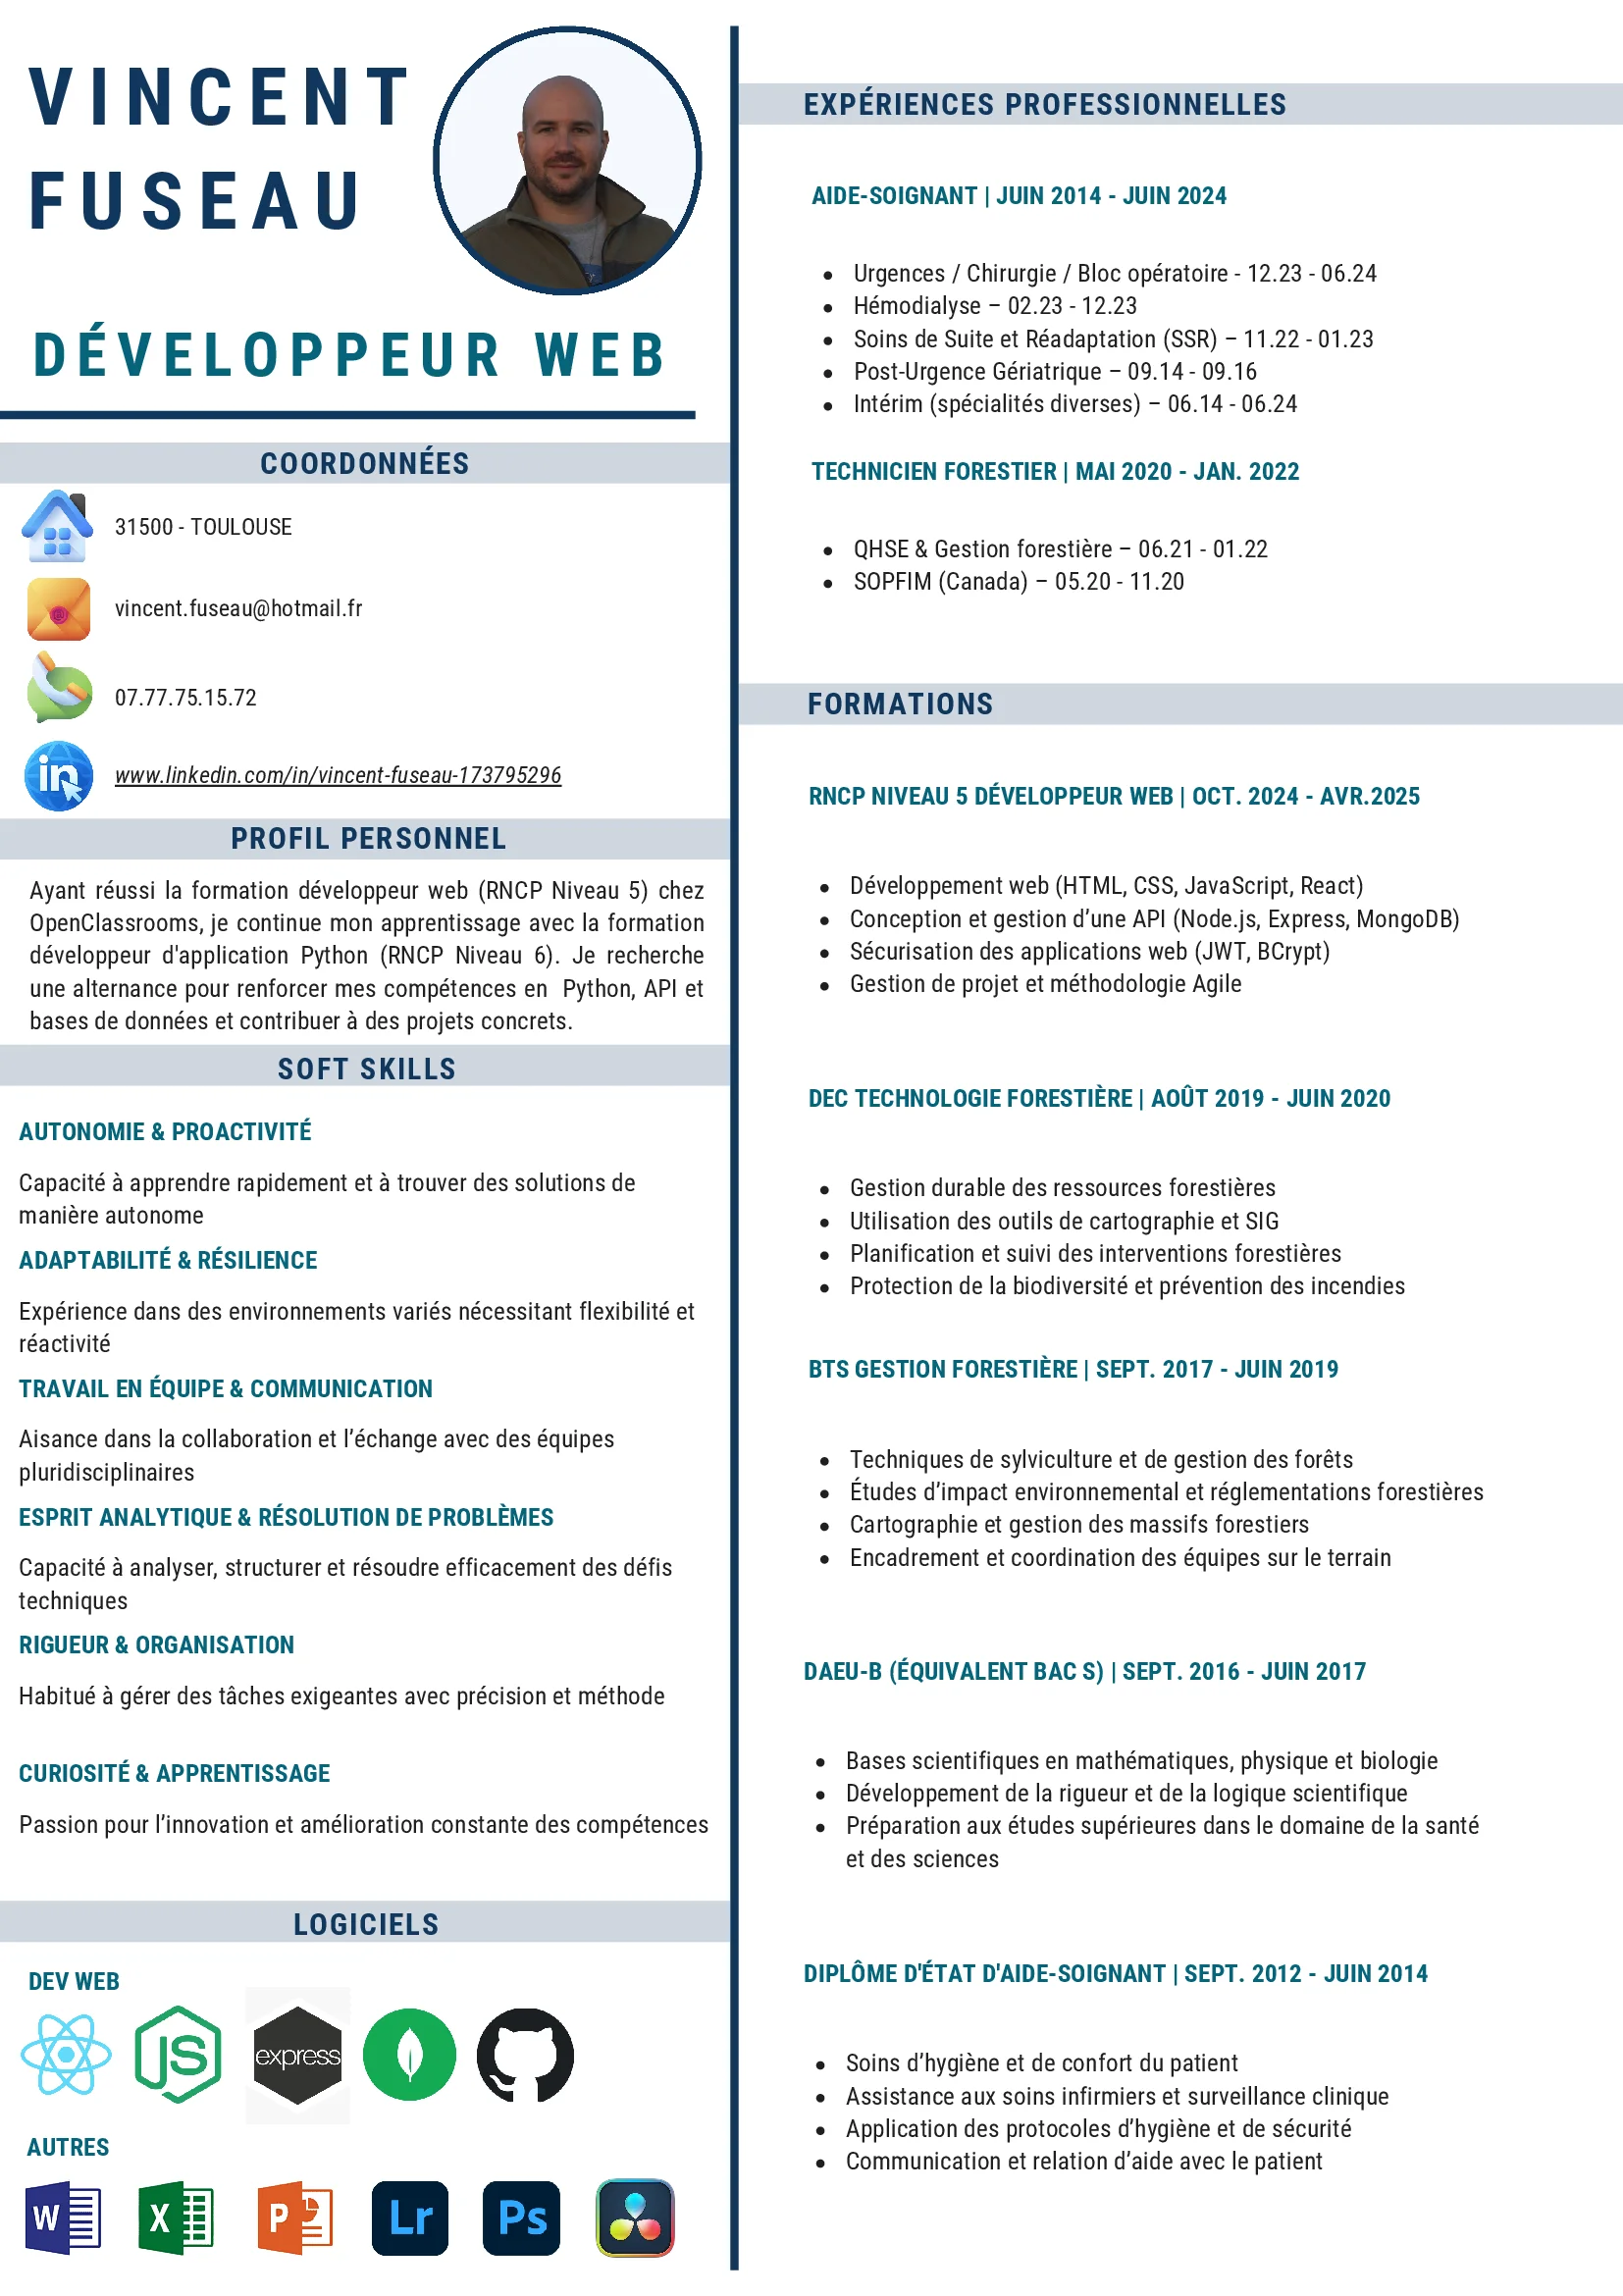 VINCENT
FUSEAU
DÉVELOPPEUR WEB
COORDONNÉES
31500 - TOULOUSE
vincent.fuseau@hotmail.fr
07.77.75.15.72
in
www.linkedin.com/in/vincent-fuseau-173795296
PROFIL PERSONNEL
Ayant réussi la formation développeur web (RNCP Niveau 5) chez
OpenClassrooms, je continue mon apprentissage avec la formation
développeur d'application Python (RNCP Niveau 6). Je recherche
une alternance pour renforcer mes compétences en Python, API et
bases de données et contribuer à des projets concrets.
SOFT SKILLS
AUTONOMIE & PROACTIVITÉ
Capacité à apprendre rapidement et à trouver des solutions de
manière autonome
ADAPTABILITÉ & RÉSILIENCE
Expérience dans des environnements variés nécessitant flexibilité et
réactivité
TRAVAIL EN ÉQUIPE & COMMUNICATION
Aisance dans la collaboration et l’échange avec des équipes
pluridisciplinaires
ESPRIT ANALYTIQUE & RÉSOLUTION DE PROBLÈMES
Capacité à analyser, structurer et résoudre efficacement des défis
techniques
RIGUEUR & ORGANISATION
Habitué à gérer des tâches exigeantes avec précision et méthode
CURIOSITÉ & APPRENTISSAGE
Passion pour l’innovation et amélioration constante des compétences
LOGICIELS
DEV WEB
JS
express
AUTRES
W
X
P
Lr
Ps
EXPÉRIENCES PROFESSIONNELLES
AIDE-SOIGNANT | JUIN 2014 - JUIN 2024
• Urgences / Chirurgie / Bloc opératoire - 12.23 - 06.24
• Hémodialyse – 02.23 - 12.23
• Soins de Suite et Réadaptation (SSR) – 11.22 - 01.23
• Post-Urgence Gériatrique – 09.14 - 09.16
• Intérim (spécialités diverses) – 06.14 - 06.24
TECHNICIEN FORESTIER | MAI 2020 - JAN. 2022
• QHSE & Gestion forestière – 06.21 - 01.22
• SOPFIM (Canada) – 05.20 - 11.20
FORMATIONS
RNCP NIVEAU 5 DÉVELOPPEUR WEB | OCT. 2024 - AVR.2025
• Développement web (HTML, CSS, JavaScript, React)
• Conception et gestion d’une API (Node.js, Express, MongoDB)
• Sécurisation des applications web (JWT, BCrypt)
• Gestion de projet et méthodologie Agile
DEC TECHNOLOGIE FORESTIÈRE | AOÛT 2019 - JUIN 2020
• Gestion durable des ressources forestières
• Utilisation des outils de cartographie et SIG
• Planification et suivi des interventions forestières
• Protection de la biodiversité et prévention des incendies
BTS GESTION FORESTIÈRE | SEPT. 2017 - JUIN 2019
• Techniques de sylviculture et de gestion des forêts
• Études d’impact environnemental et réglementations forestières
• Cartographie et gestion des massifs forestiers
• Encadrement et coordination des équipes sur le terrain
DAEU-B (ÉQUIVALENT BAC S) | SEPT. 2016 - JUIN 2017
• Bases scientifiques en mathématiques, physique et biologie
• Développement de la rigueur et de la logique scientifique
• Préparation aux études supérieures dans le domaine de la santé
et des sciences
DIPLÔME D'ÉTAT D'AIDE-SOIGNANT | SEPT. 2012 - JUIN 2014
• Soins d’hygiène et de confort du patient
• Assistance aux soins infirmiers et surveillance clinique
• Application des protocoles d’hygiène et de sécurité
• Communication et relation d’aide avec le patient